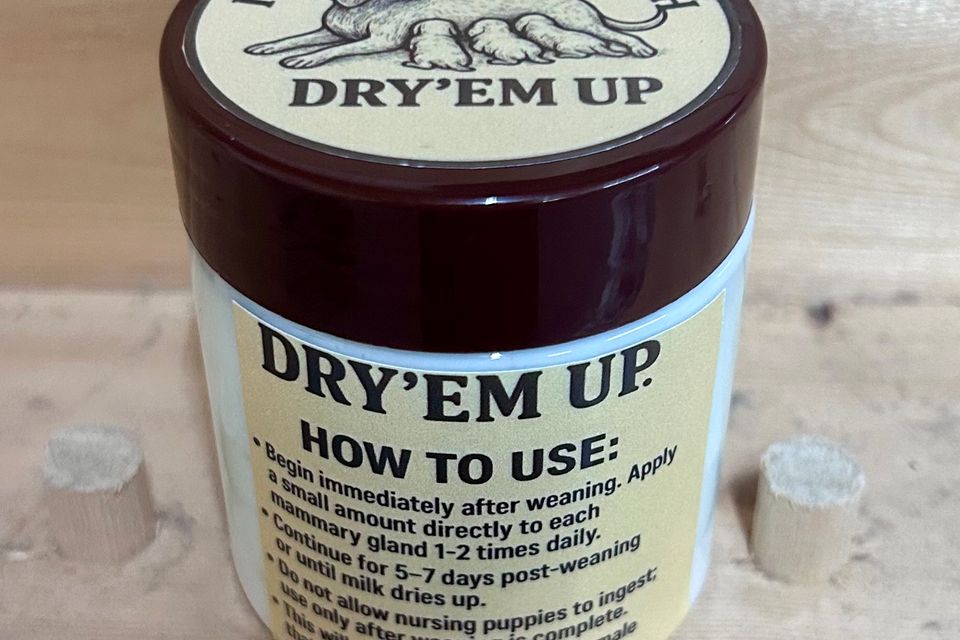 DRY'EM UP
DRY'EM UP.
HOW TO USE:
• Begin immediately after weaning. Apply
a small amount directly to each
mammary gland 1-2 times daily.
• Continue for 5–7 days post-weaning
or until milk dries up.
• Do not allow nursing puppies to ingest;
use only after weaning is complete.
• This will